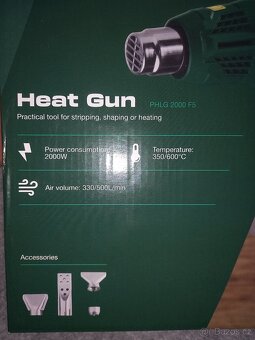 Heat Gun PHLG 2000 F5
Practical tool for stripping, shaping or heating
Power consumption:
2000W
Temperature:
350/600°C
Air volume: 330/500L/min
Accessories
Bazos.cz